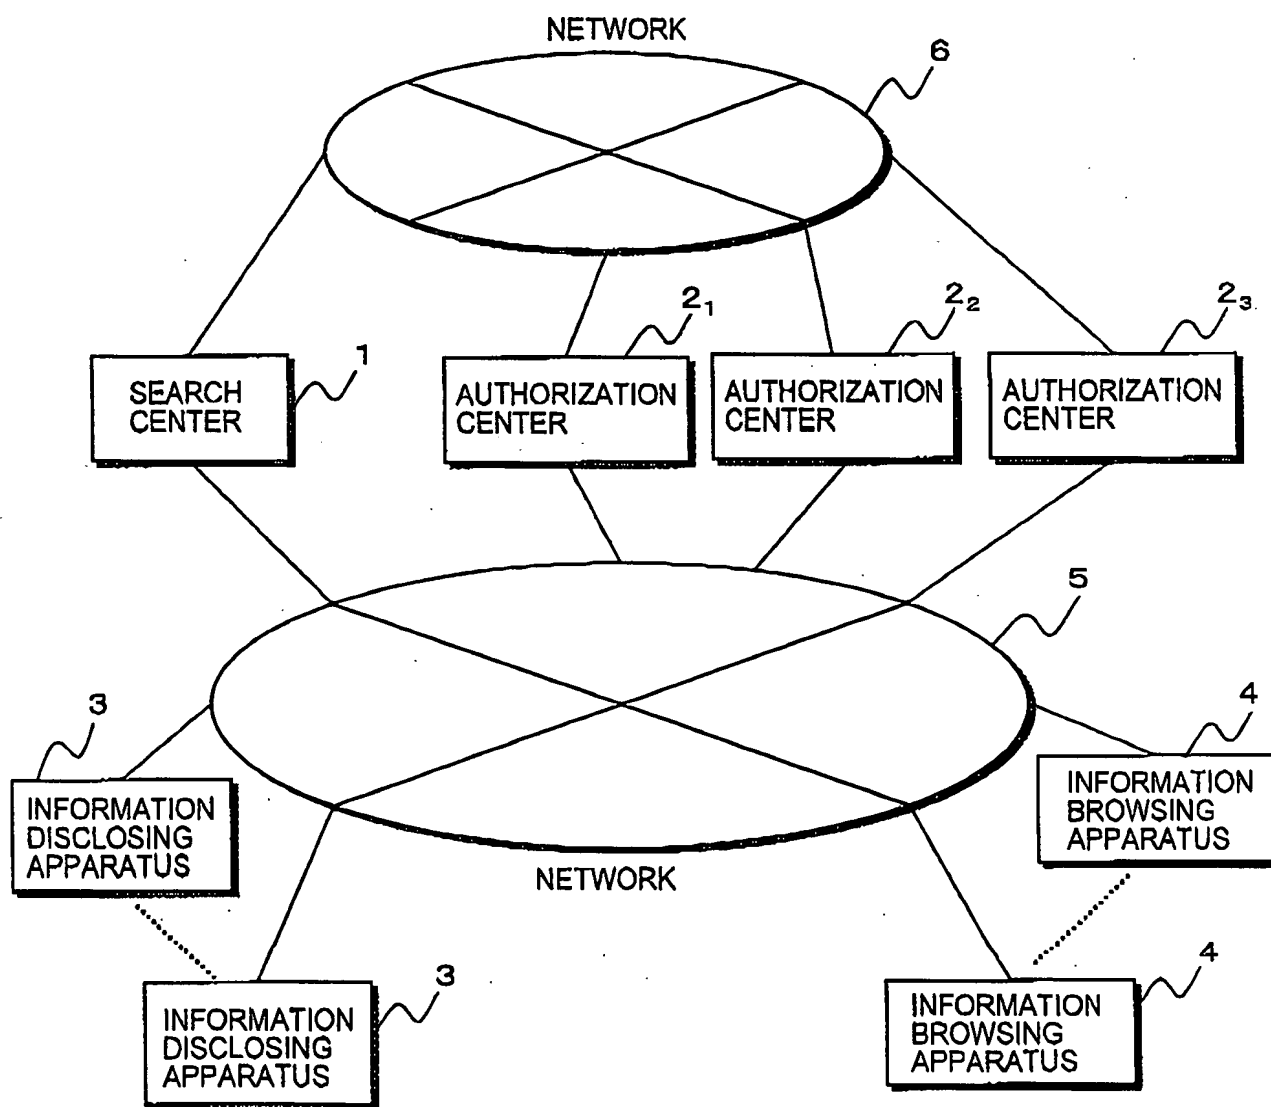 NETWORK
6
2₁
2₂
2₃
1
SEARCH
CENTER
AUTHORIZATION
CENTER
AUTHORIZATION
CENTER
AUTHORIZATION
CENTER
5
3
4
INFORMATION
DISCLOSING
APPARATUS
INFORMATION
BROWSING
APPARATUS
NETWORK
3
4
INFORMATION
DISCLOSING
APPARATUS
INFORMATION
BROWSING
APPARATUS